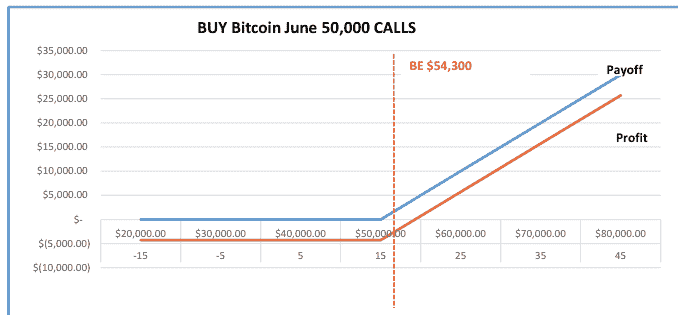 BUY Bitcoin June 50,000 CALLS
$35,000.00
BE $54,300
Payoff
$30,000.00
$25,000.00
$20,000.00
Profit
$15,000.00
$10,000.00
$5,000.00
$-
$20,000.00 $30,000.00 $40,000.00 $50,000.00 $60,000.00 $70,000.00 $80,000.00
$(5,000.00)
-15 -5 5 15 25 35 45
$(10,000.00)